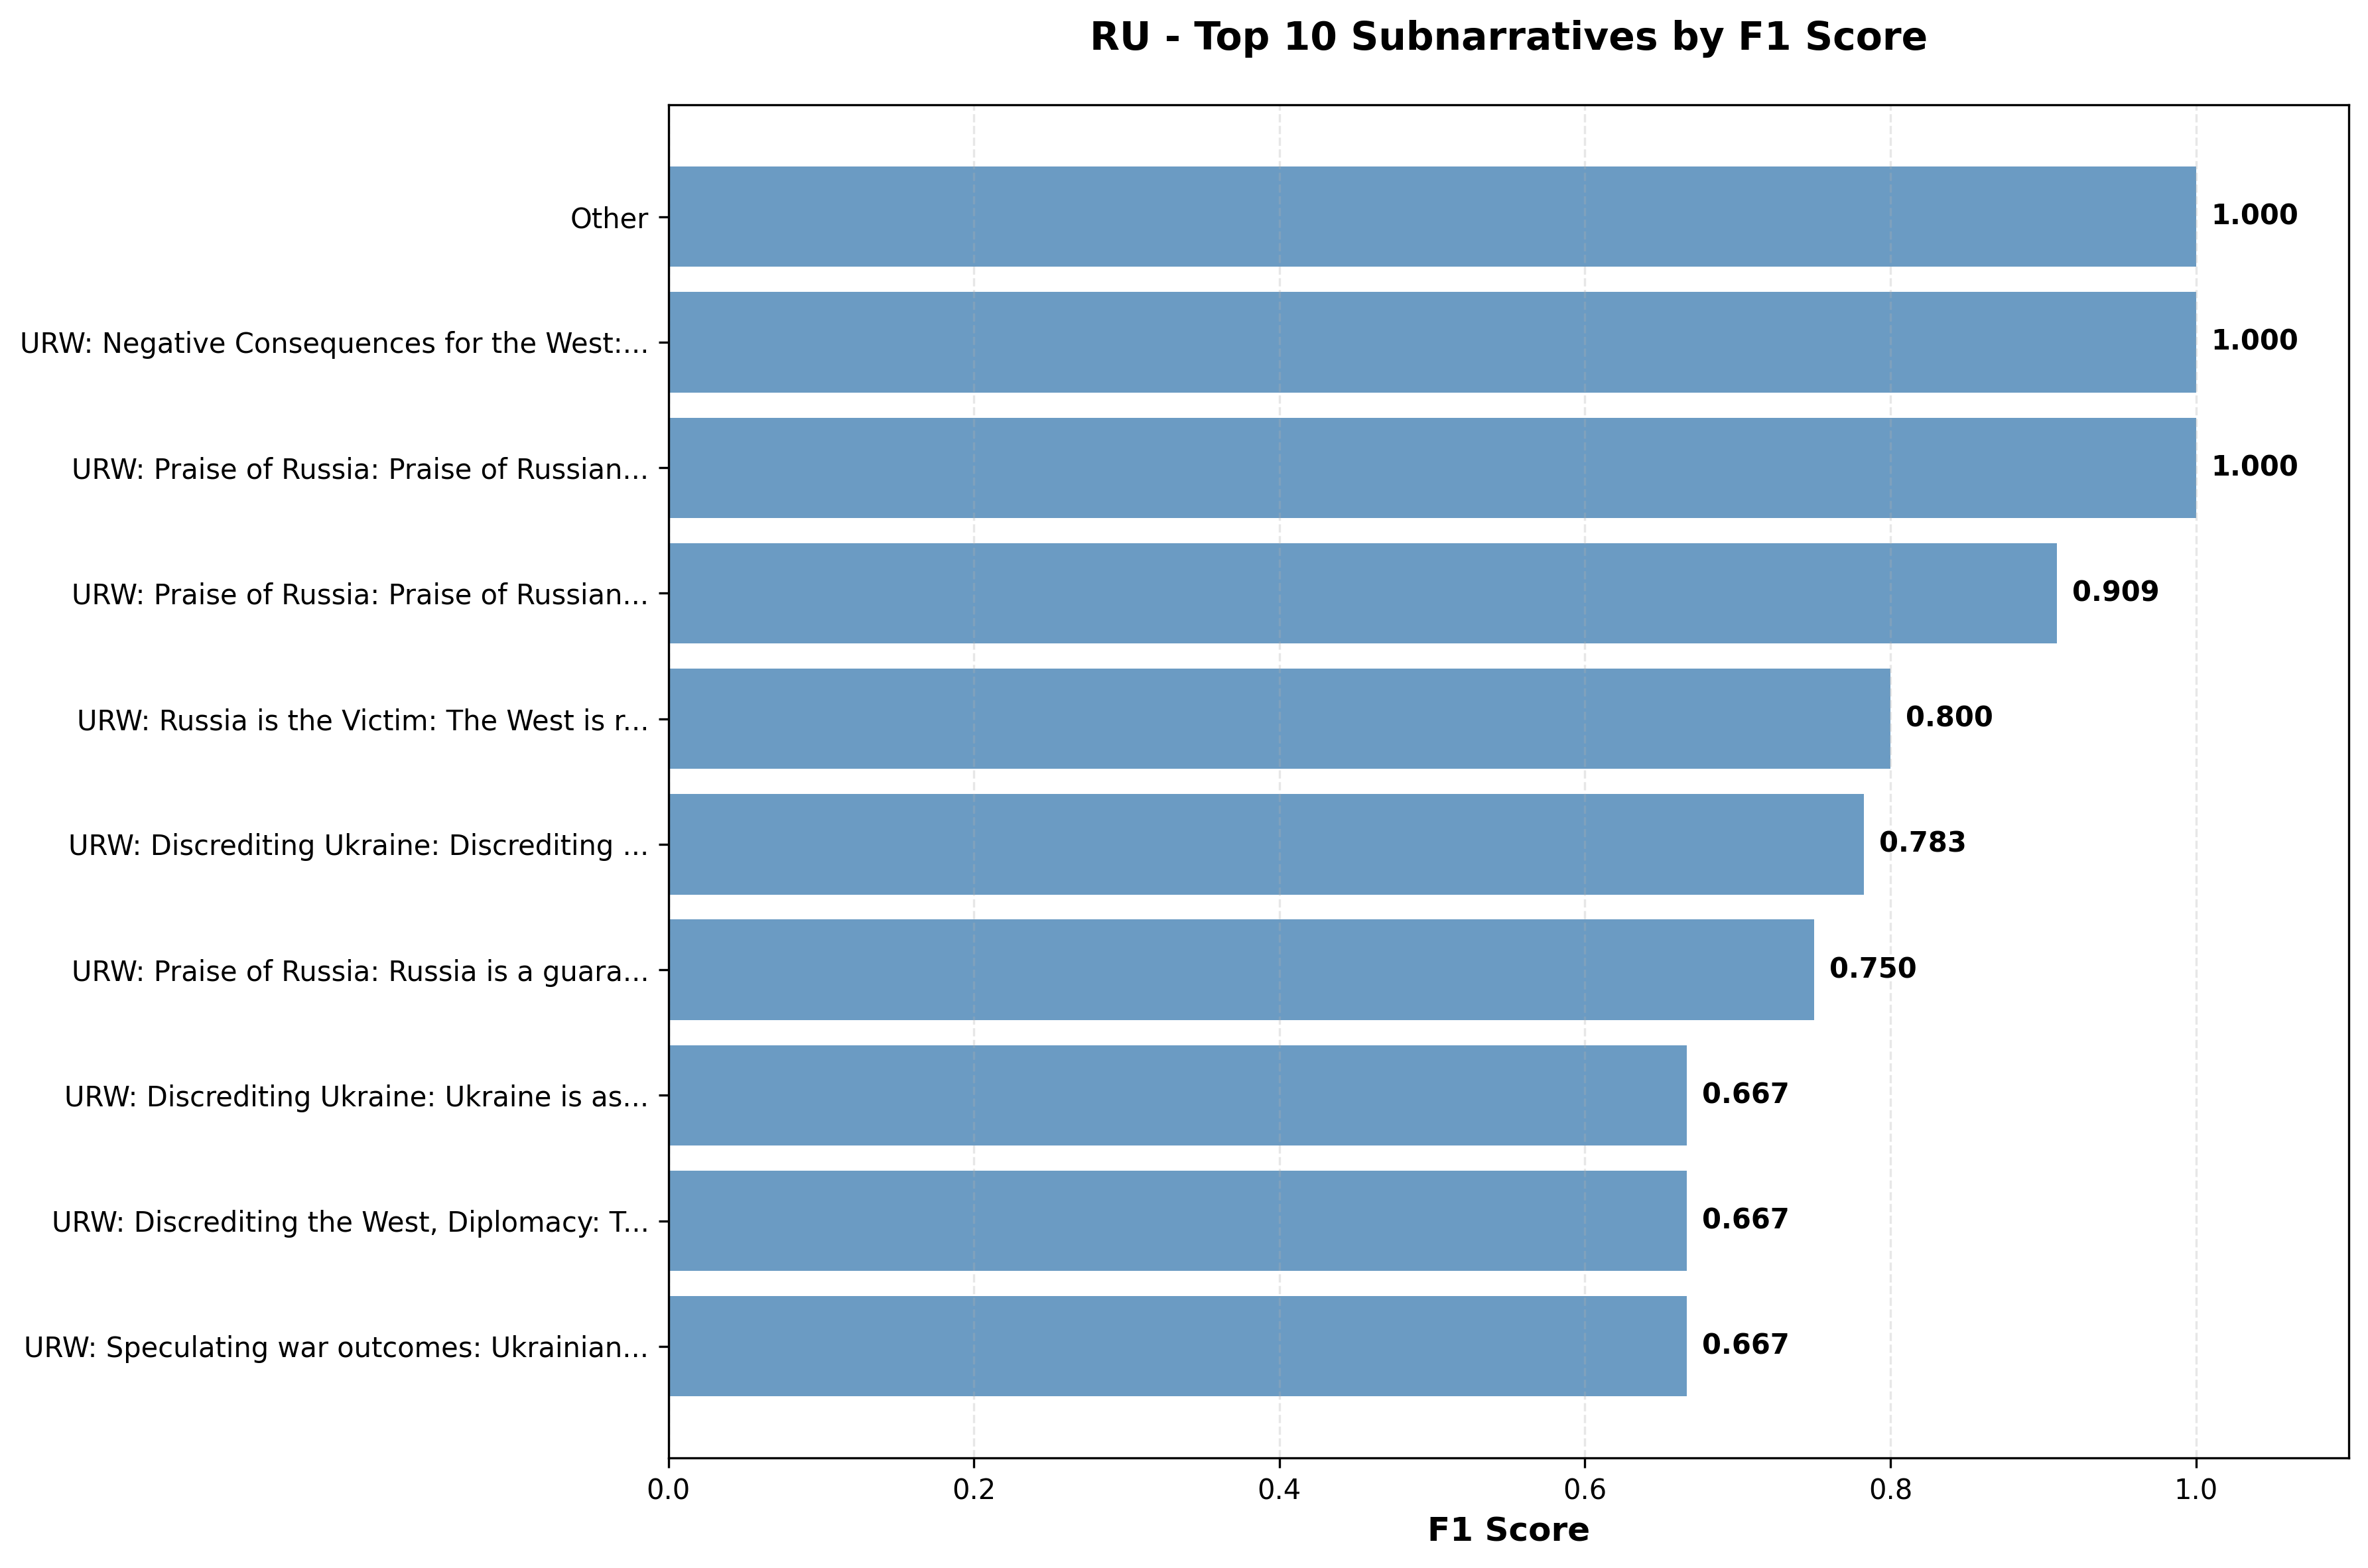 RU - Top 10 Subnarratives by F1 Score
Other
1.000
URW: Negative Consequences for the West:...
1.000
URW: Praise of Russia: Praise of Russian...
1.000
URW: Praise of Russia: Praise of Russian...
0.909
URW: Russia is the Victim: The West is r...
0.800
URW: Discrediting Ukraine: Discrediting ...
0.783
URW: Praise of Russia: Russia is a guara...
0.750
URW: Discrediting Ukraine: Ukraine is as...
0.667
URW: Discrediting the West, Diplomacy: T...
0.667
URW: Speculating war outcomes: Ukrainian...
0.667
0.0 0.2 0.4 0.6 0.8 1.0
F1 Score